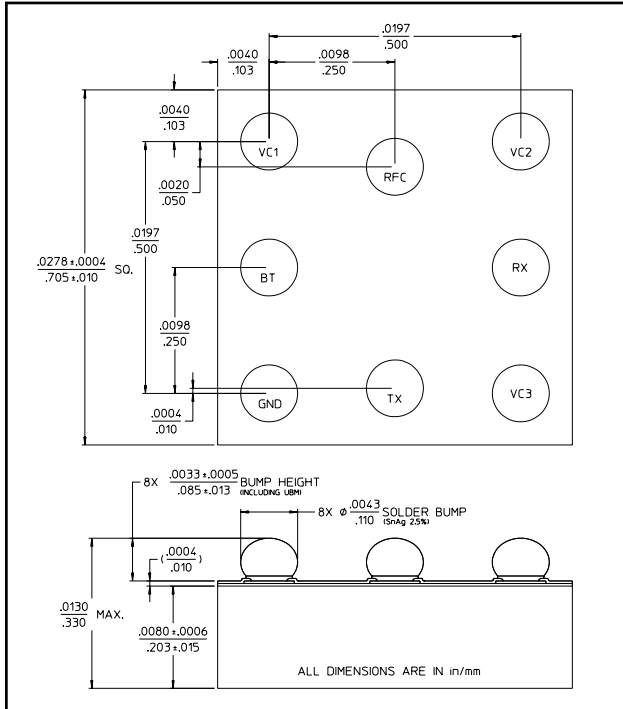 .0197
.500
.0040
.103
.0098
.250
.0040
.103
VC1
RFC
VC2
.0020
.050
.0197
.500
.0278±.0004
.705±.010 SQ.
BT
RX
.0098
.250
GND
TX
VC3
.0004
.010
8X .0033±.0005
.085±.013
BUMP HEIGHT
(INCLUDING UBM)
8X Ø .0043
.110
SOLDER BUMP
(SnAg 2.5%)
(.0004
.010)
.0130
.330 MAX.
.0080±.0006
.203±.015
ALL DIMENSIONS ARE IN in/mm